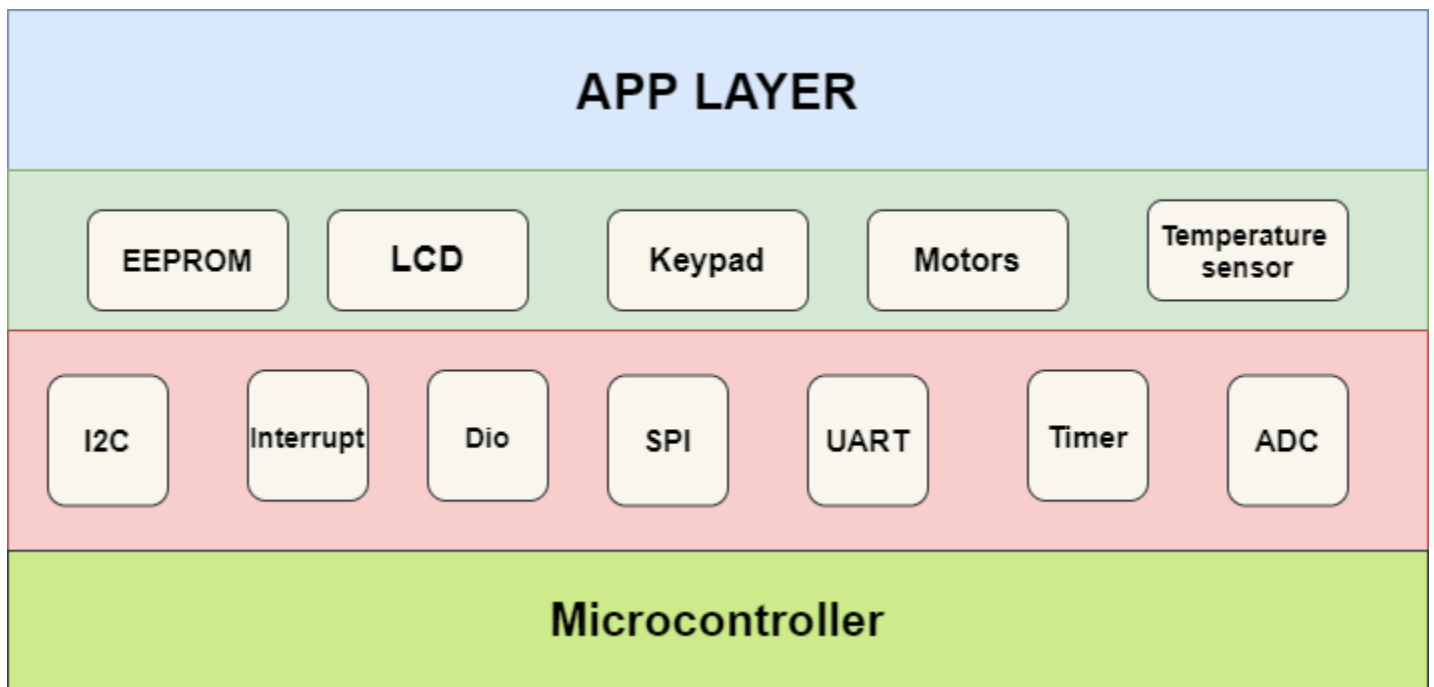 APP LAYER
EEPROM
LCD
Keypad
Motors
Temperature
sensor
I2C
Interrupt
Dio
SPI
UART
Timer
ADC
Microcontroller